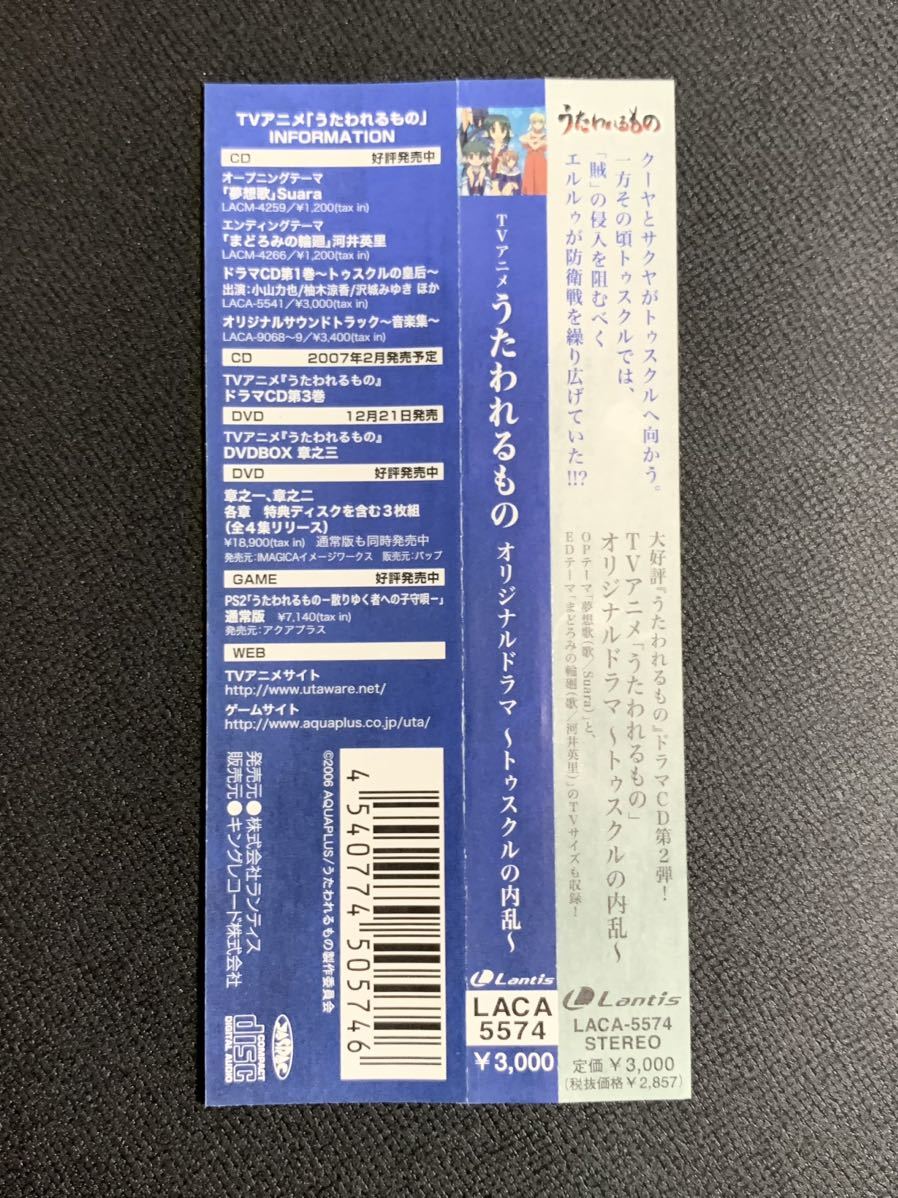 TVアニメ「うたわれるもの」
INFORMATION
CD 好評発売中
オープニングテーマ
「夢想歌」Suara
LACM-4259/¥1,200(tax in)
エンディングテーマ
「まどろみの輪廻」河井英里
LACM-4266/¥1,200(tax in)
ドラマCD第1巻〜トゥスクルの皇后〜
出演:小山力也/柚木涼香/沢城みゆき ほか
LACA-5541/¥3,000(tax in)
オリジナルサウンドトラック〜音楽集〜
LACA-9068〜9/¥3,400(tax in)
CD 2007年2月発売予定
TVアニメ『うたわれるもの』
ドラマCD第3巻
DVD 12月21日発売
TVアニメ『うたわれるもの』
DVDBOX 章之三
DVD 好評発売中
章之一、章之二
各章 特典ディスクを含む3枚組
(全4集リリース)
¥18,900(tax in) 通常版も同時発売中
発売元:IMAGICAイメージワークス 販売元:バップ
GAME 好評発売中
PS2「うたわれるもの−散りゆく者への子守唄−」
通常版 ¥7,140(tax in)
発売元:アクアプラス
WEB
TVアニメサイト
http://www.utaware.net/
ゲームサイト
http://www.aquaplus.co.jp/uta/
4540774505746
©2006 AQUAPLUS/うたわれるもの製作委員会
発売元●株式会社ランティス
販売元●キングレコード株式会社
COMPACT
disc
DIGITAL AUDIO
TVアニメ うたわれるもの オリジナルドラマ 〜トゥスクルの内乱〜
Lantis
LACA
5574
¥3,000
うたわれるもの
クーヤとサクヤがトゥスクルへ向かう。
一方その頃トゥスクルでは、
「賊」の侵入を阻むべく
エルルゥが防衛戦を繰り広げていた!!?
大好評『うたわれるもの』ドラマCD第2弾!
TVアニメ「うたわれるもの」
オリジナルドラマ 〜トゥスクルの内乱〜
OPテーマ「夢想歌(歌/Suara)」と、
EDテーマ「まどろみの輪廻(歌/河井英里)」のTVサイズも収録!
Lantis
LACA-5574
STEREO
定価¥3,000
(税抜価格¥2,857)